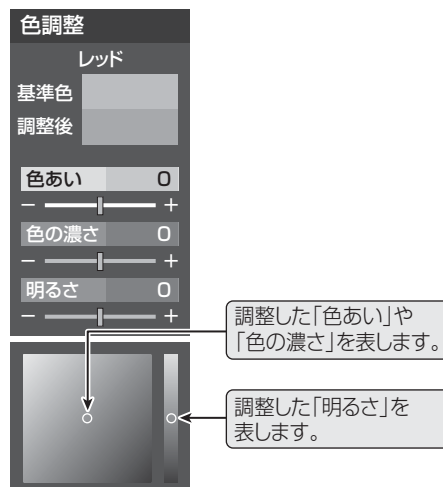 色調整
レッド
基準色
調整後
色あい 0
− +
色の濃さ 0
− +
明るさ 0
− +
調整した「色あい」や
「色の濃さ」を表します。
調整した「明るさ」を
表します。